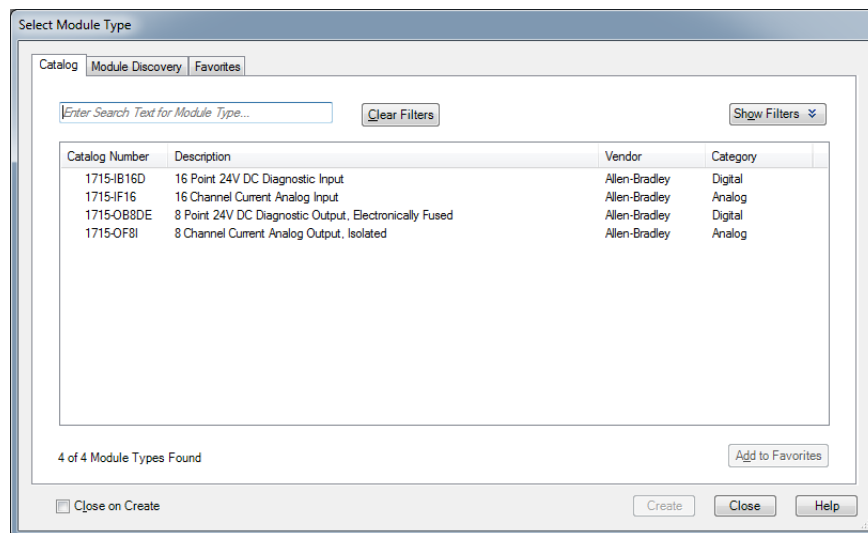 Select Module Type
Catalog Module Discovery Favorites
Enter Search Text for Module Type... Clear Filters Show Filters
Catalog Number Description Vendor Category
1715-IB16D 16 Point 24V DC Diagnostic Input Allen-Bradley Digital
1715-IF16 16 Channel Current Analog Input Allen-Bradley Analog
1715-OB8DE 8 Point 24V DC Diagnostic Output, Electronically Fused Allen-Bradley Digital
1715-OF8I 8 Channel Current Analog Output, Isolated Allen-Bradley Analog
4 of 4 Module Types Found Add to Favorites
Close on Create Create Close Help